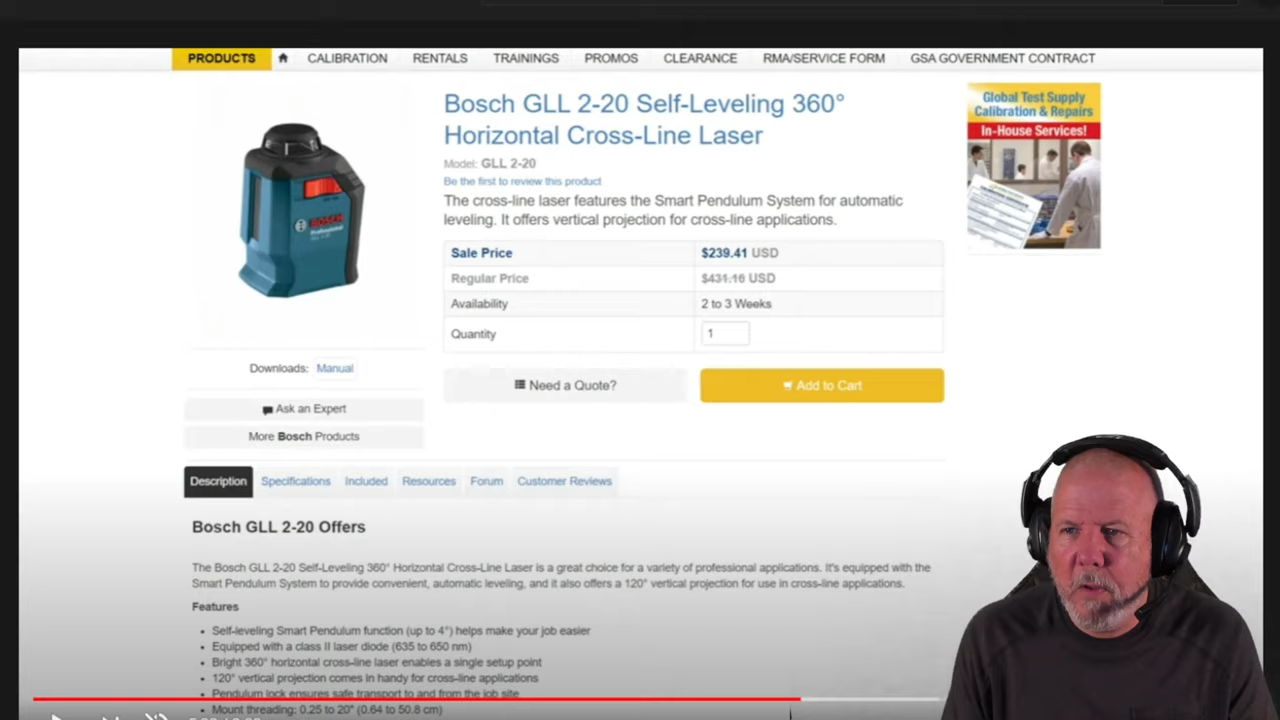 PRODUCTS CALIBRATION RENTALS TRAININGS PROMOS CLEARANCE RMA/SERVICE FORM GSA GOVERNMENT CONTRACT
Bosch GLL 2-20 Self-Leveling 360°
Horizontal Cross-Line Laser
Model: GLL 2-20
Be the first to review this product
The cross-line laser features the Smart Pendulum System for automatic
leveling. It offers vertical projection for cross-line applications.
Sale Price $239.41 USD
Regular Price $431.16 USD
Availability 2 to 3 Weeks
Quantity 1
Need a Quote? Add to Cart
Global Test Supply
Calibration & Repairs
In-House Services!
BOSCH
Professional
Downloads: Manual
Ask an Expert
More Bosch Products
Description Specifications Included Resources Forum Customer Reviews
Bosch GLL 2-20 Offers
The Bosch GLL 2-20 Self-Leveling 360° Horizontal Cross-Line Laser is a great choice for a variety of professional applications. It's equipped with the
Smart Pendulum System to provide convenient, automatic leveling, and it also offers a 120° vertical projection for use in cross-line applications.
Features
• Self-leveling Smart Pendulum function (up to 4°) helps make your job easier
• Equipped with a class II laser diode (635 to 650 nm)
• Bright 360° horizontal cross-line laser enables a single setup point
• 120° vertical projection comes in handy for cross-line applications
• Pendulum lock ensures safe transport to and from the job site
• Mount threading: 0.25 to 20" (0.64 to 50.8 cm)